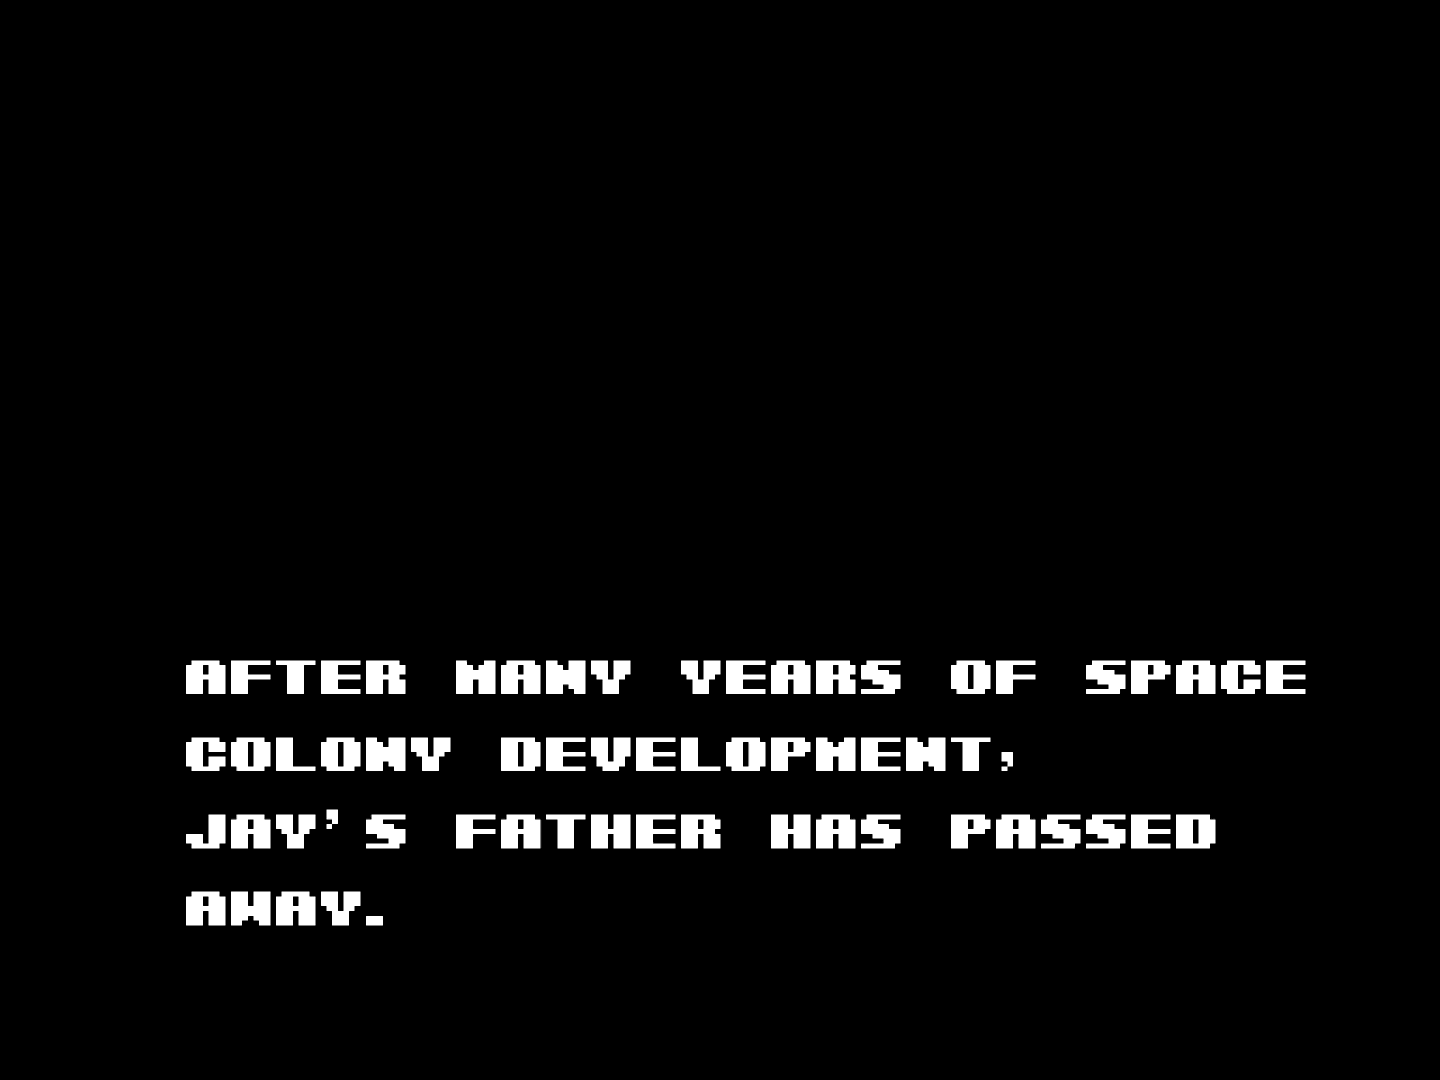 AFTER MANY YEARS OF SPACE
COLONY DEVELOPMENT,
JAY'S FATHER HAS PASSED
AWAY.